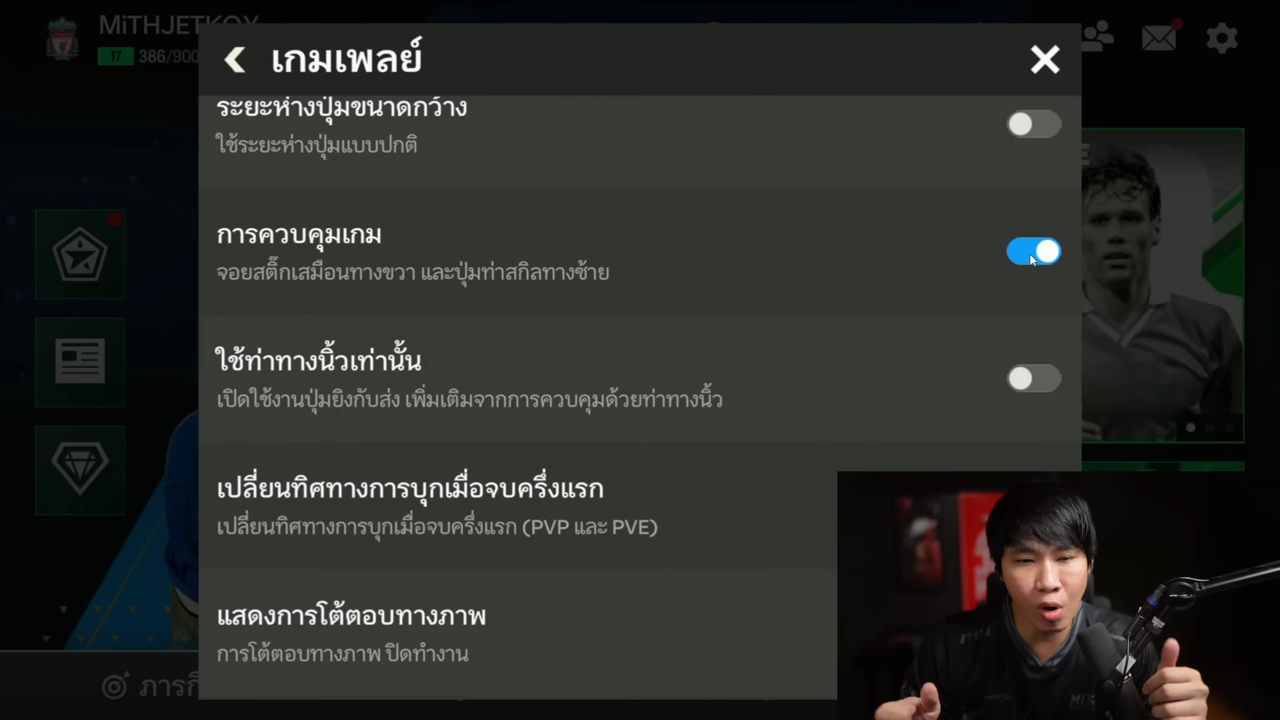 MiTHJETKOY
17 386/900
เกมเพลย์
ระยะห่างปุ่มขนาดกว้าง
ใช้ระยะห่างปุ่มแบบปกติ
การควบคุมเกม
จอยสติ๊กเสมือนทางขวา และปุ่มท่าสกิลทางซ้าย
ใช้ท่าทางนิ้วเท่านั้น
เปิดใช้งานปุ่มยิงกับส่ง เพิ่มเติมจากการควบคุมด้วยท่าทางนิ้ว
เปลี่ยนทิศทางการบุกเมื่อจบครึ่งแรก
เปลี่ยนทิศทางการบุกเมื่อจบครึ่งแรก (PVP และ PVE)
แสดงการโต้ตอบทางภาพ
การโต้ตอบทางภาพ ปิดทำงาน